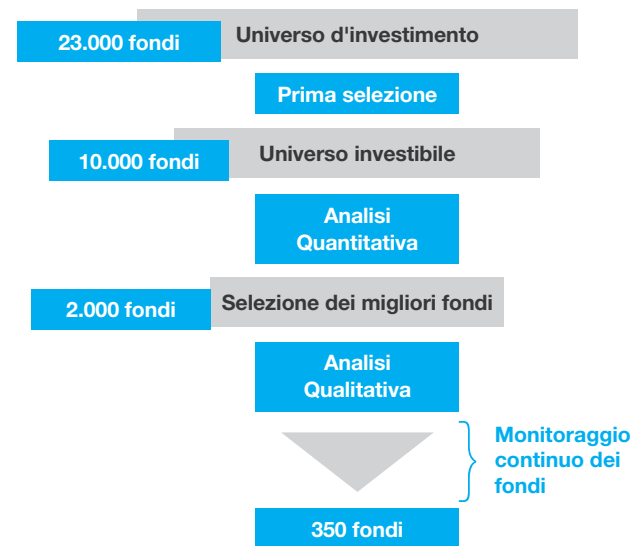 Universo d'investimento
23.000 fondi
Prima selezione
Universo investibile
10.000 fondi
Analisi
Quantitativa
Selezione dei migliori fondi
2.000 fondi
Analisi
Qualitativa
Monitoraggio
continuo dei
fondi
350 fondi